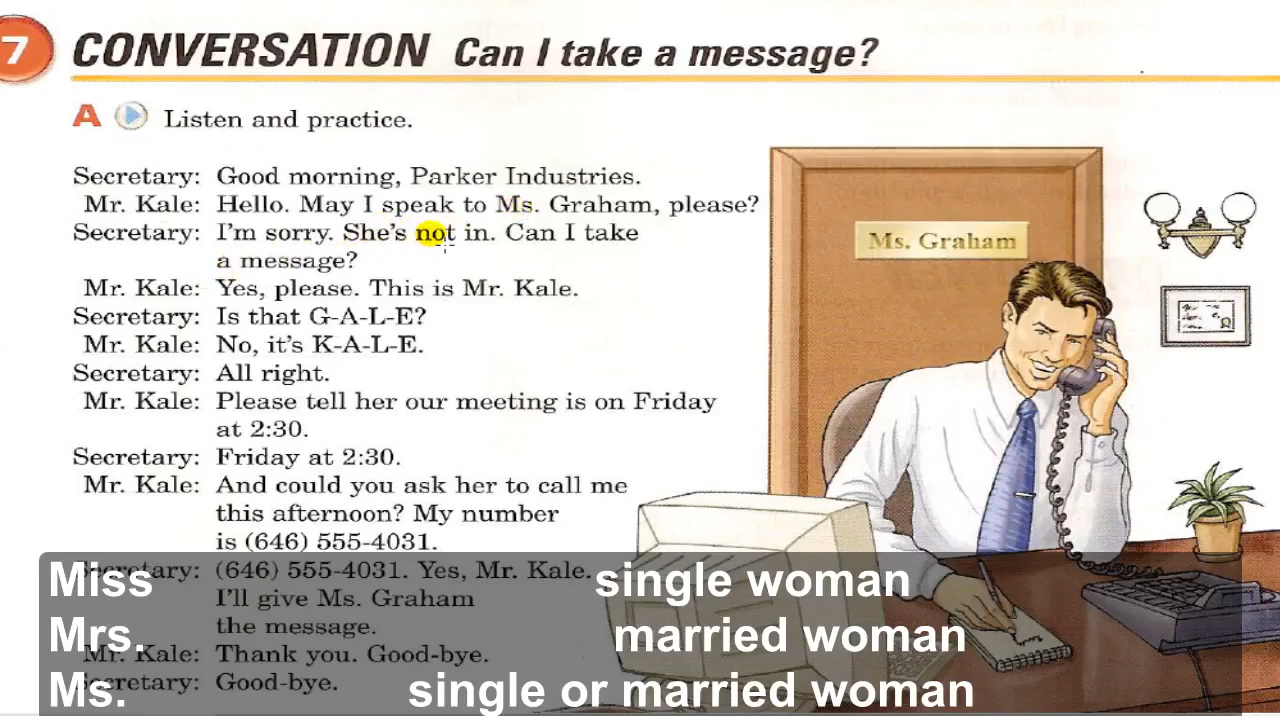 7 CONVERSATION Can I take a message?
A Listen and practice.
Secretary: Good morning, Parker Industries.
Mr. Kale: Hello. May I speak to Ms. Graham, please?
Secretary: I'm sorry. She's not in. Can I take
a message?
Mr. Kale: Yes, please. This is Mr. Kale.
Secretary: Is that G-A-L-E?
Mr. Kale: No, it's K-A-L-E.
Secretary: All right.
Mr. Kale: Please tell her our meeting is on Friday
at 2:30.
Secretary: Friday at 2:30.
Mr. Kale: And could you ask her to call me
this afternoon? My number
is (646) 555-4031.
Secretary: (646) 555-4031. Yes, Mr. Kale.
I'll give Ms. Graham
the message.
Mr. Kale: Thank you. Good-bye.
Secretary: Good-bye.
Ms. Graham
Miss single woman
Mrs. married woman
Ms. single or married woman